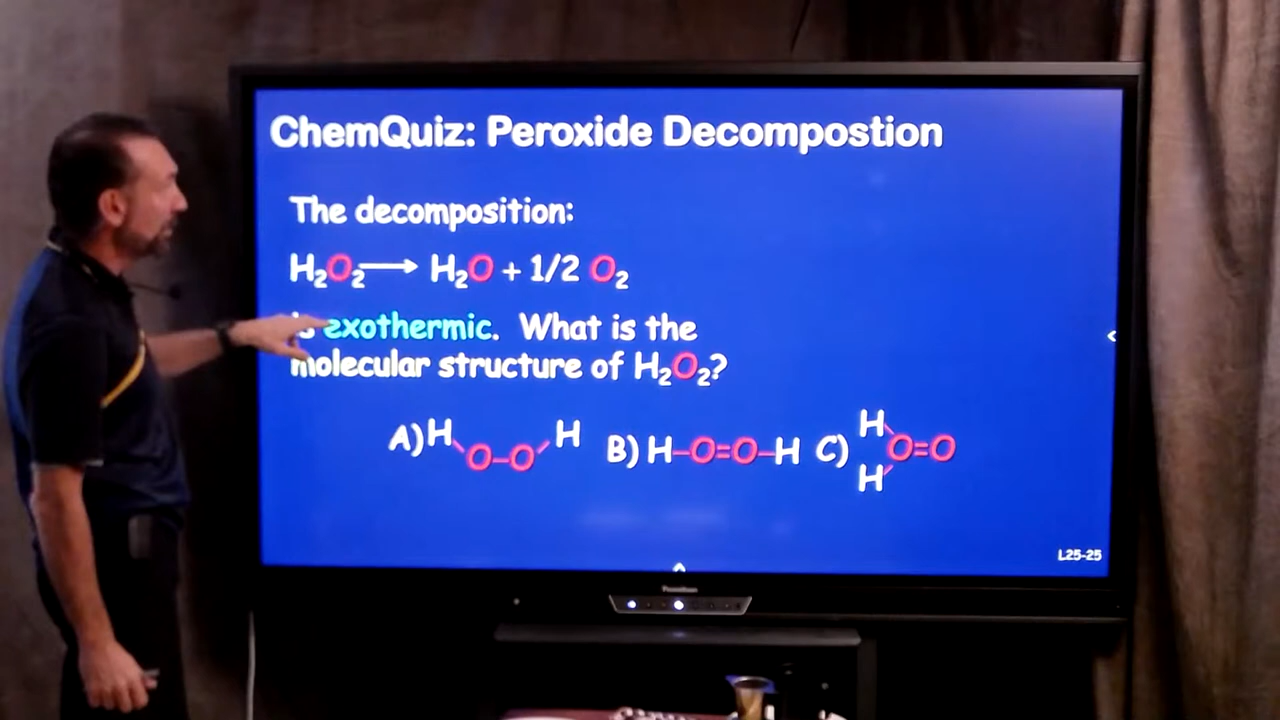 ChemQuiz: Peroxide Decompostion
The decomposition:
H₂O₂⟶ H₂O + 1/2 O₂
is exothermic. What is the
molecular structure of H₂O₂?
A) H O–O H B) H–O=O–H C) H H O=O
L25-25